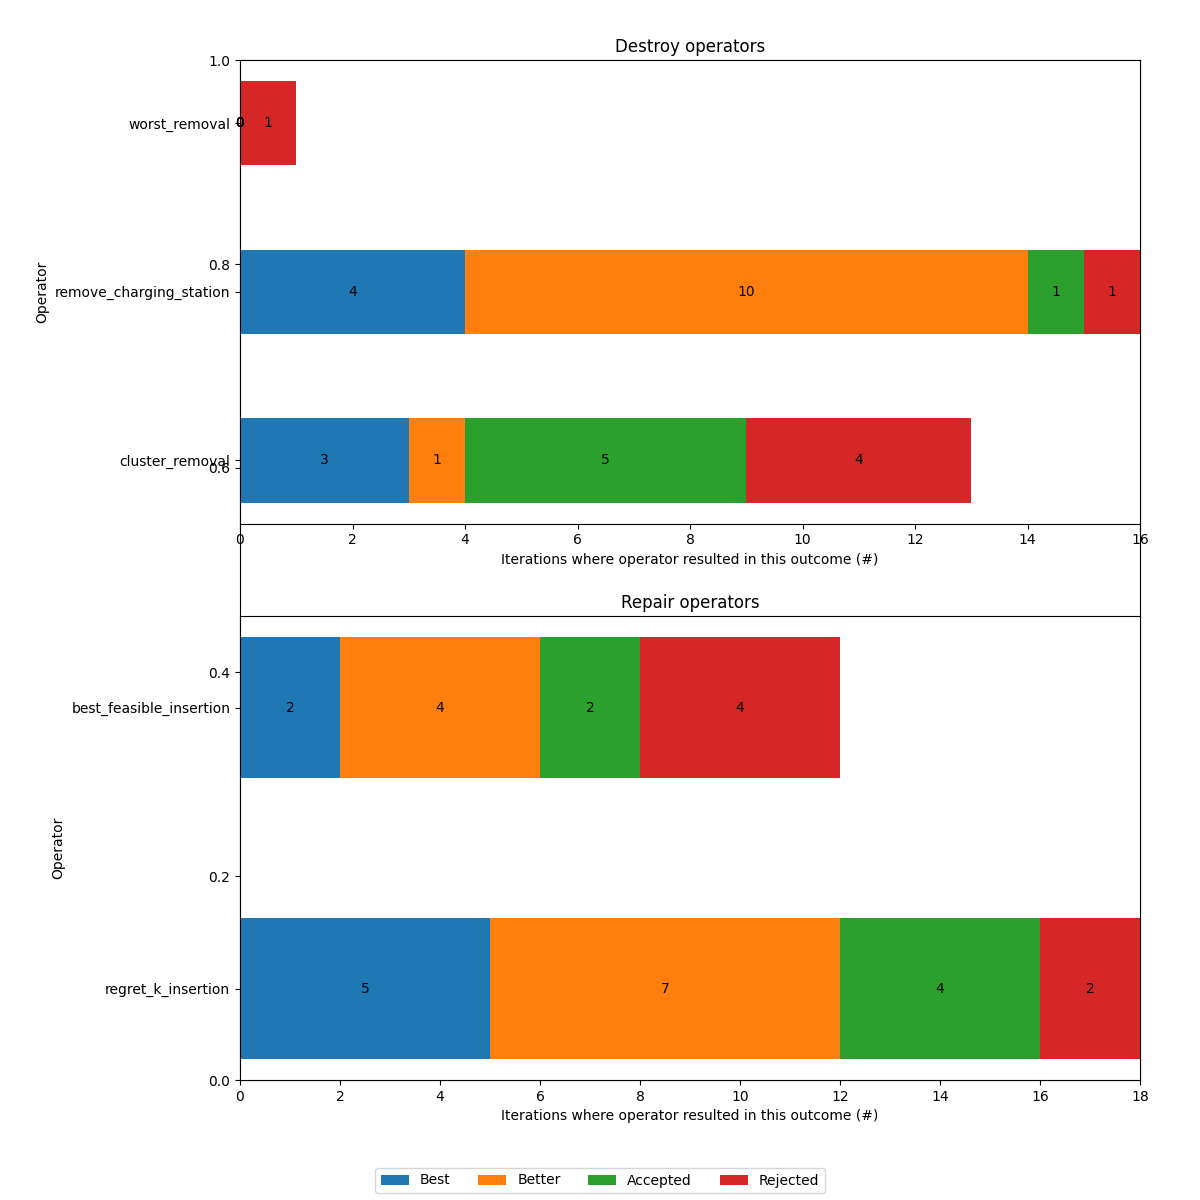 Destroy operators
1.0
worst_removal 0 1
Operator
0.8
remove_charging_station 4 10 1 1
cluster_removal 3 1 5 4
0.6
0 2 4 6 8 10 12 14 16
Iterations where operator resulted in this outcome (#)
Repair operators
0.4
best_feasible_insertion 2 4 2 4
Operator
0.2
regret_k_insertion 5 7 4 2
0.0
0 2 4 6 8 10 12 14 16 18
Iterations where operator resulted in this outcome (#)
Best Better Accepted Rejected